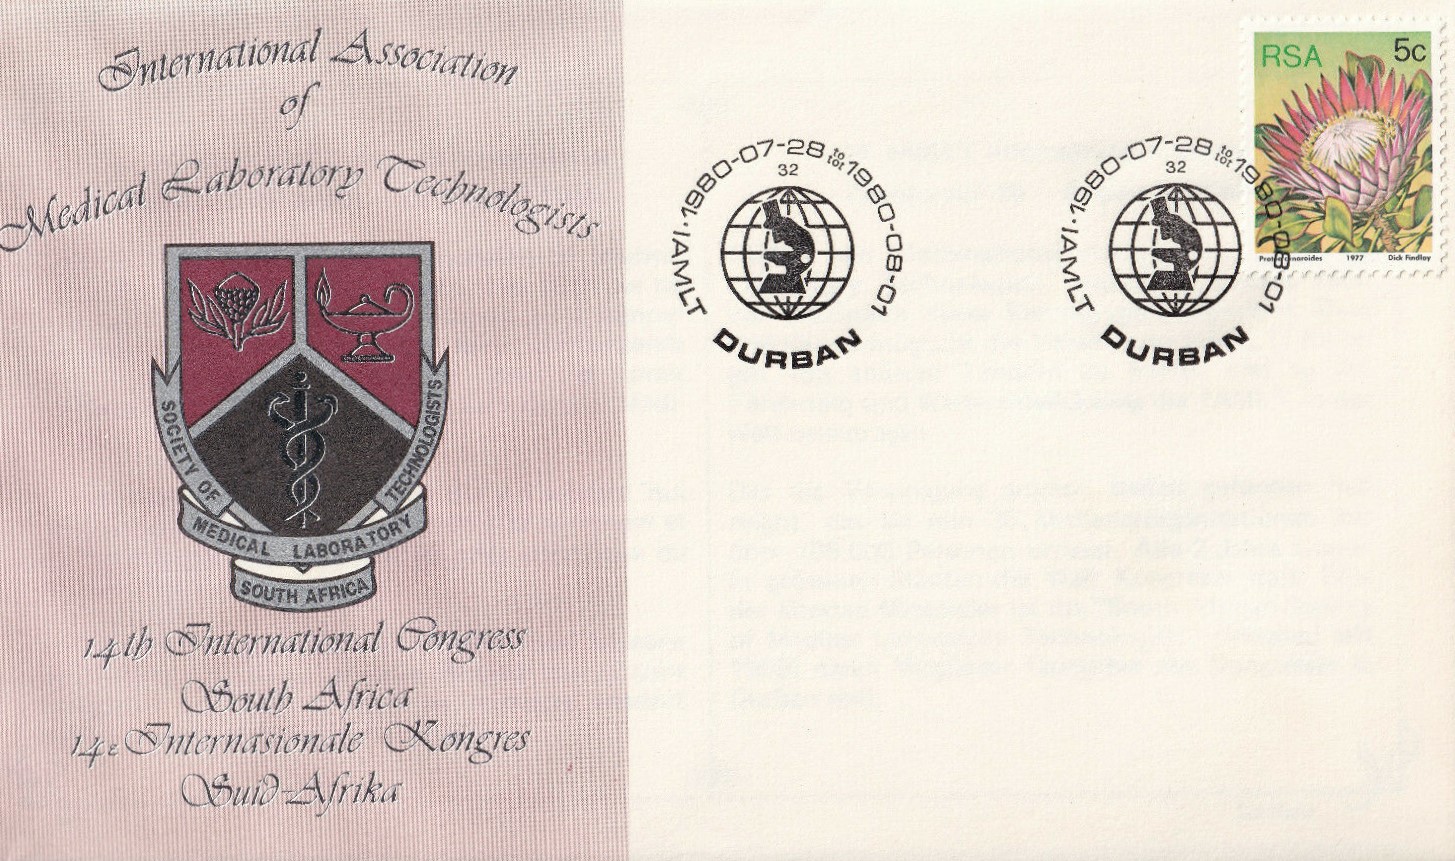 International Association
of
Medical Laboratory Technologists
SOCIETY OF
MEDICAL LABORATORY
TECHNOLOGISTS
SOUTH AFRICA
14th International Congress
South Africa
14e Internasionale Kongres
Suid-Afrika
IAMLT · 1980-07-28 to tot 1980-08-01
32
DURBAN
IAMLT · 1980-07-28 to tot 1980-08-01
32
DURBAN
RSA 5c
Protea cynaroides 1977 Dick Findlay